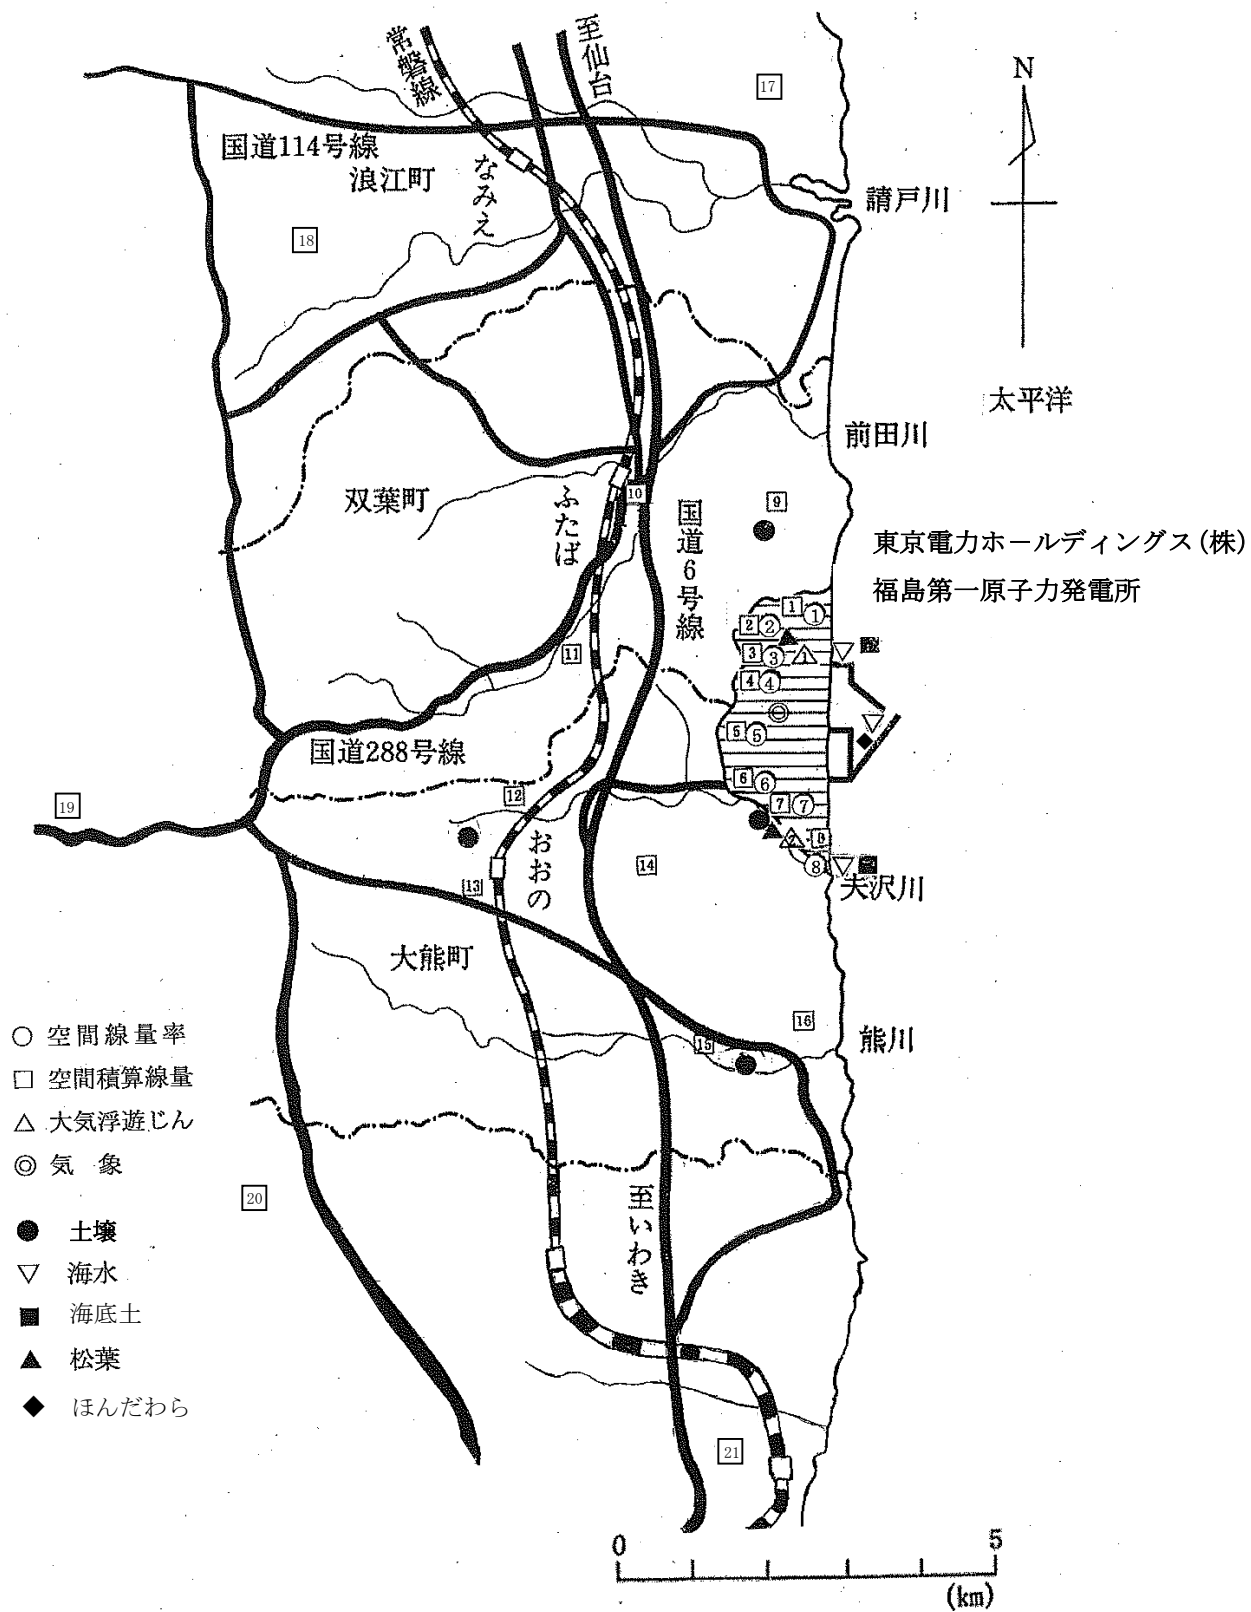 常磐線
至仙台
N
17
国道114号線
浪江町
なみえ
請戸川
18
太平洋
前田川
双葉町
ふたば
10
国道6号線
9
東京電力ホールディングス(株)
福島第一原子力発電所
1 ①
2 ②
3 ③ 1
4 ④
5 ⑤
6 ⑥
7 ⑦
2 8
⑧
11
国道288号線
19
12
おおの
13
14
夫沢川
大熊町
16
15
熊川
○ 空間線量率
□ 空間積算線量
△ 大気浮遊じん
◎ 気 象
● 土壌
▽ 海水
■ 海底土
▲ 松葉
◆ ほんだわら
20
至いわき
21
0 5
(km)